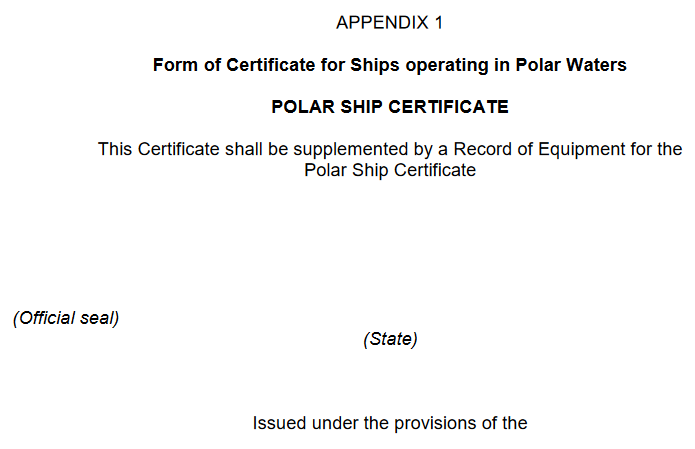 APPENDIX 1
Form of Certificate for Ships operating in Polar Waters
POLAR SHIP CERTIFICATE
This Certificate shall be supplemented by a Record of Equipment for the
Polar Ship Certificate
(Official seal)
(State)
Issued under the provisions of the